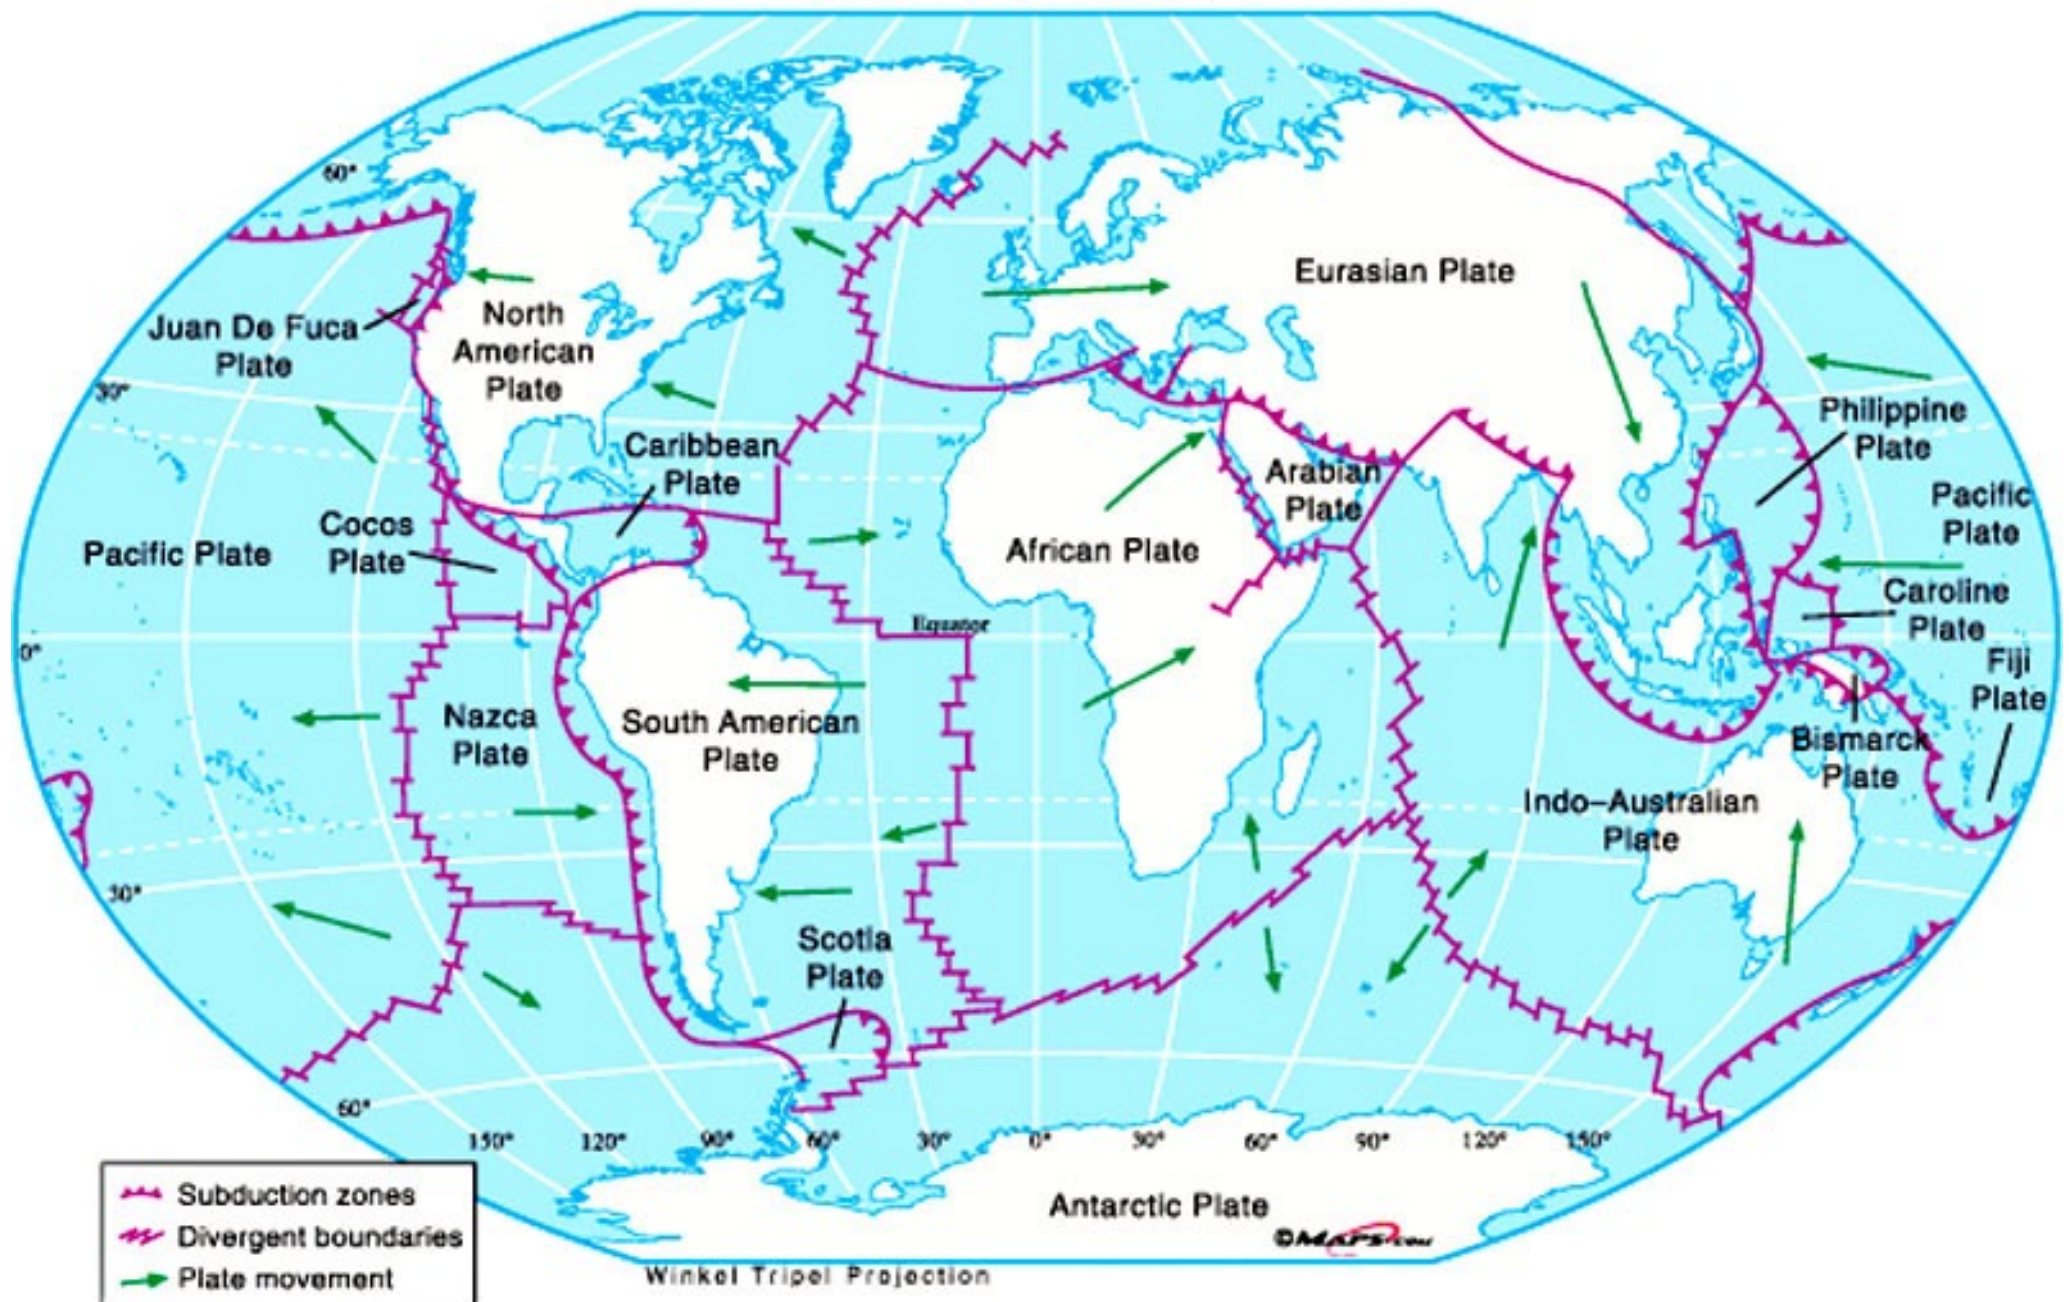 60°
Eurasian Plate
Juan De Fuca
Plate
North
American
Plate
30°
Philippine
Plate
Caribbean
Plate
Arabian
Plate
Pacific
Plate
Cocos
Plate
Pacific Plate
African Plate
Caroline
Plate
Equator
0°
Fiji
Plate
Nazca
Plate
South American
Plate
Bismarck
Plate
Indo-Australian
Plate
30°
Scotia
Plate
60°
150° 120° 90° 60° 30° 0° 30° 60° 90° 120° 150°
Antarctic Plate
©MAPS.COM
Subduction zones
Divergent boundaries
Plate movement
Winkel Tripel Projection